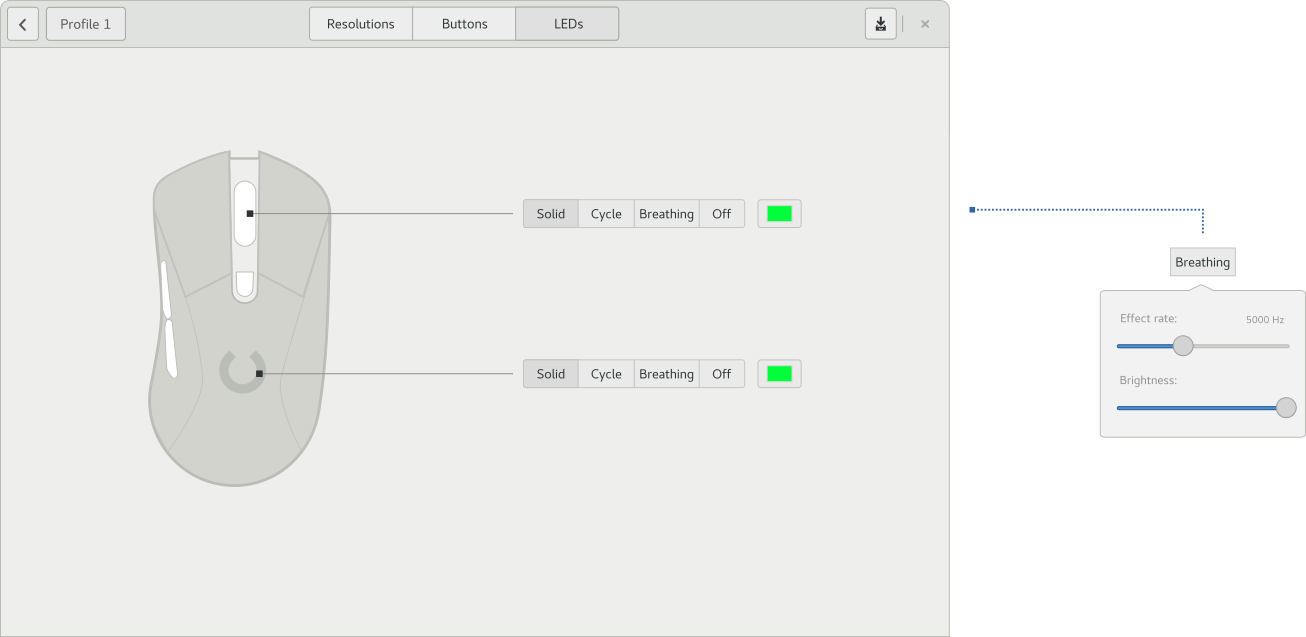 Profile 1
Resolutions Buttons LEDs
Solid Cycle Breathing Off
Breathing
Effect rate: 5000 Hz
Solid Cycle Breathing Off
Brightness: